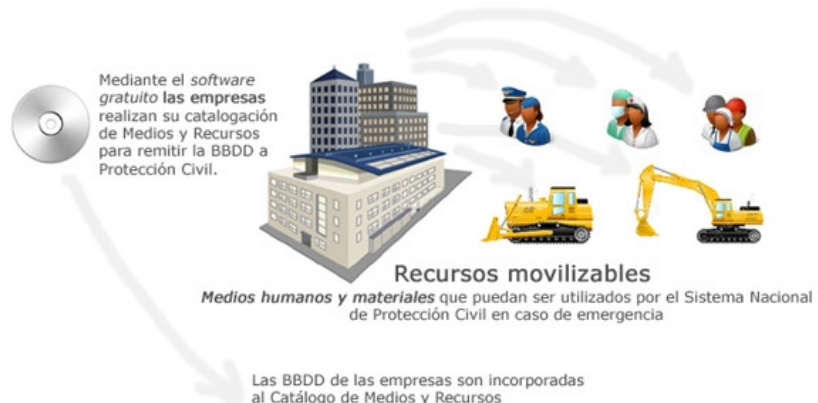 Mediante el software
gratuito las empresas
realizan su catalogación
de Medios y Recursos
para remitir la BBDD a
Protección Civil.
Recursos movilizables
Medios humanos y materiales que puedan ser utilizados por el Sistema Nacional
de Protección Civil en caso de emergencia
Las BBDD de las empresas son incorporadas
al Catálogo de Medios y Recursos